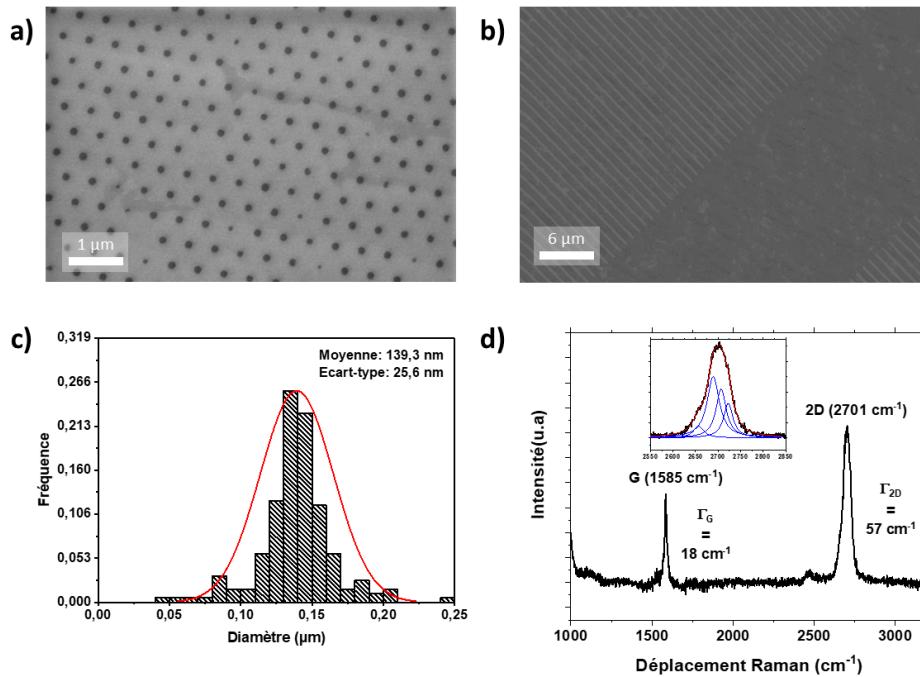 a)
1 µm
b)
6 µm
c)
0,319
0,266
0,213
0,160
0,106
0,053
0,000
Fréquence
Moyenne: 139,3 nm
Ecart-type: 25,6 nm
0,00
0,05
0,10
0,15
0,20
0,25
Diamètre (µm)
d)
Intensité(u.a)
2550 2600 2650 2700 2750 2800 2850
2D (2701 cm⁻¹)
G (1585 cm⁻¹)
Γ2D
=
57 cm⁻¹
ΓG
=
18 cm⁻¹
1000
1500
2000
2500
3000
Déplacement Raman (cm⁻¹)